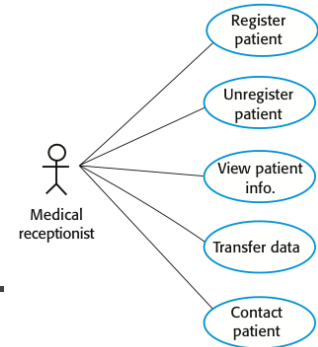 Register
patient
Unregister
patient
View patient
info.
Medical
receptionist
Transfer data
Contact
patient